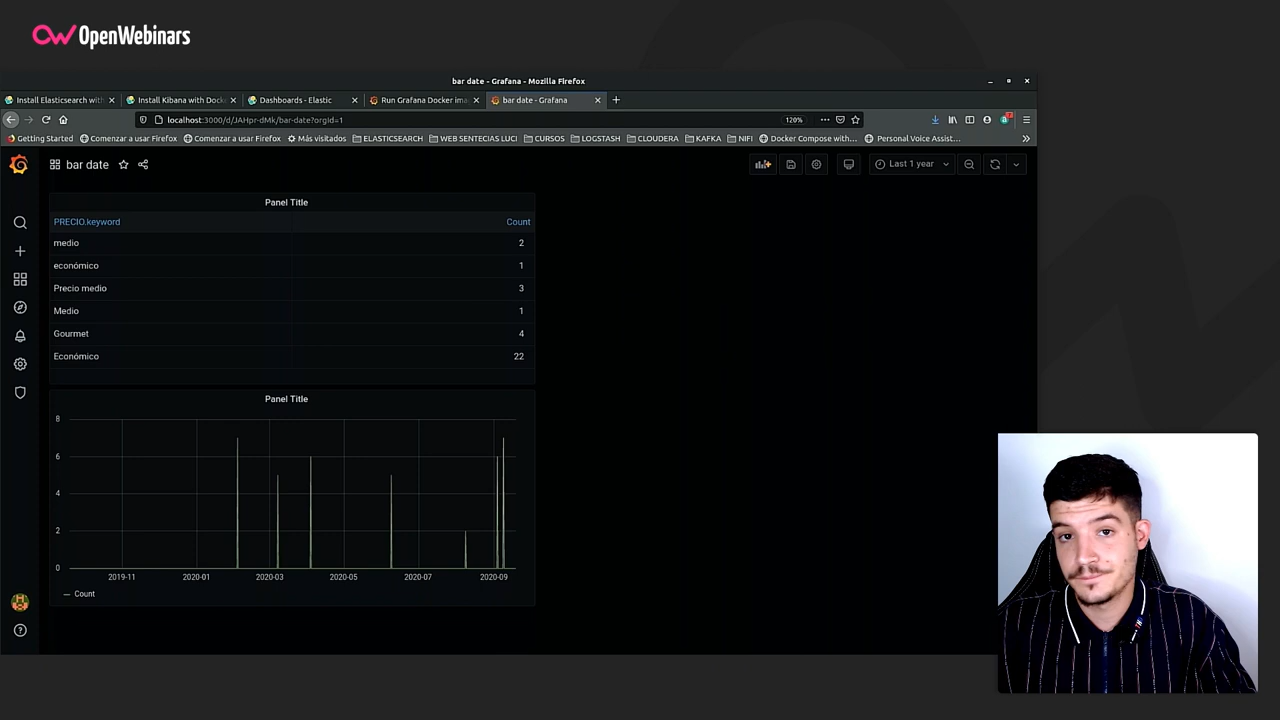 OpenWebinars
bar date - Grafana - Mozilla Firefox
Install Elasticsearch with
Install Kibana with Dock
Dashboards - Elastic
Run Grafana Docker ima
bar date - Grafana
localhost:3000/d/JAHpr-dMk/bar-date?orgId=1
120%
Getting Started
Comenzar a usar Firefox
Comenzar a usar Firefox
Más visitados
ELASTICSEARCH
WEB SENTECIAS LUCI
CURSOS
LOGSTASH
CLOUDERA
KAFKA
NIFI
Docker Compose with…
Personal Voice Assist…
bar date
Last 1 year
Panel Title
PRECIO.keyword Count
medio 2
económico 1
Precio medio 3
Medio 1
Gourmet 4
Económico 22
Panel Title
8
6
4
2
0
2019-11 2020-01 2020-03 2020-05 2020-07 2020-09
Count